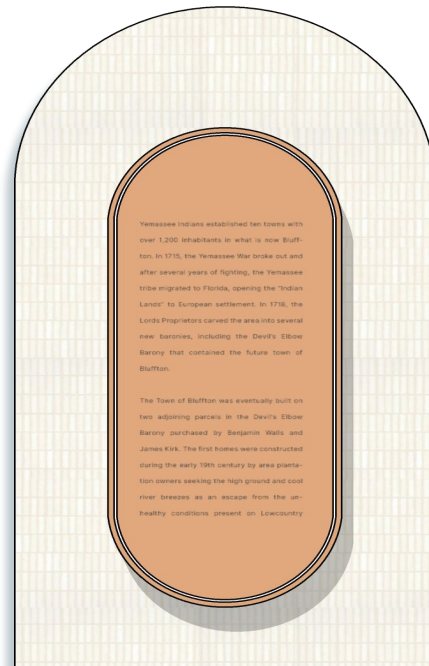 Yemassee Indians established ten towns with
over 1,200 inhabitants in what is now Bluff-
ton. In 1715, the Yemassee War broke out and
after several years of fighting, the Yemassee
tribe migrated to Florida, opening the "Indian
Lands" to European settlement. In 1718, the
Lords Proprietors carved the area into several
new baronies, including the Devil's Elbow
Barony that contained the future town of
Bluffton.
The Town of Bluffton was eventually built on
two adjoining parcels in the Devil's Elbow
Barony purchased by Benjamin Walls and
James Kirk. The first homes were constructed
during the early 19th century by area planta-
tion owners seeking the high ground and cool
river breezes as an escape from the un-
healthy conditions present on Lowcountry